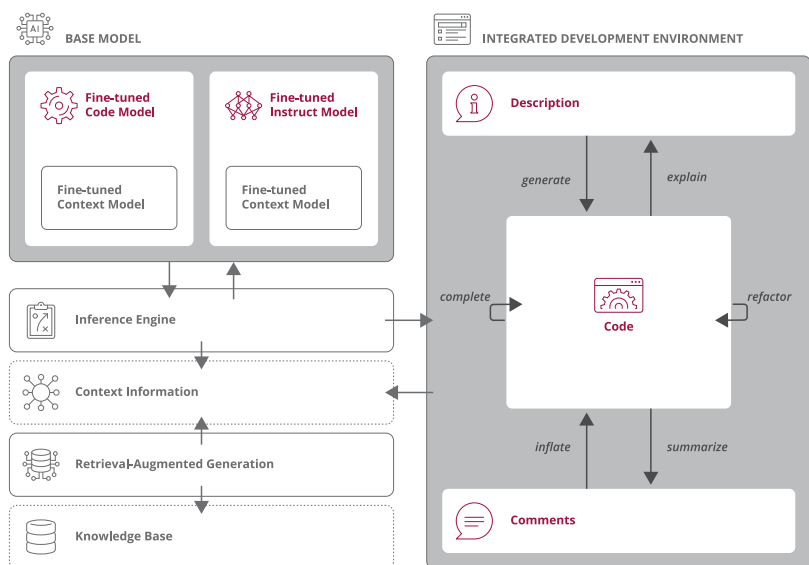 AI
BASE MODEL
Fine-tuned
Code Model
Fine-tuned
Context Model
Fine-tuned
Instruct Model
Fine-tuned
Context Model
Inference Engine
Context Information
Retrieval-Augmented Generation
Knowledge Base
INTEGRATED DEVELOPMENT ENVIRONMENT
Description
generate
explain
complete
Code
refactor
inflate
summarize
Comments